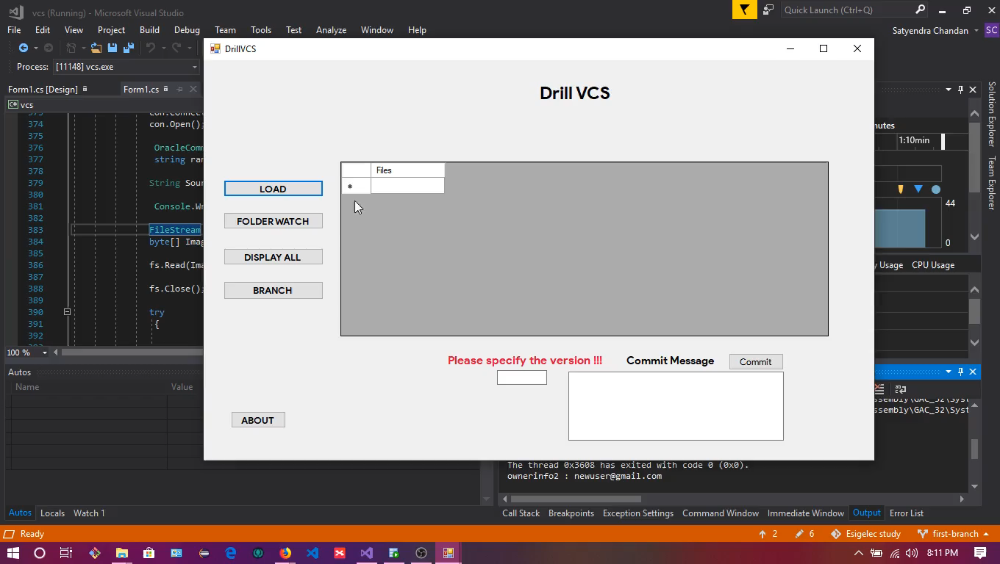 vcs (Running) - Microsoft Visual Studio
Quick Launch (Ctrl+Q)
File Edit View Project Build Debug Team Tools Test Analyze Window Help
Satyendra Chandan SC
Process: [11148] vcs.exe
Form1.cs [Design] Form1.cs
C# vcs
374 con.Open();
375
376 OracleComm
377 string ran
378
379 String Sour
380
381 Console.Wr
382
383 FileStream
384 byte[] Imag
385
386 fs.Read(Ima
387
388 fs.Close();
389
390 try
391 {
392
100 %
DrillVCS
Drill VCS
LOAD
FOLDER WATCH
DISPLAY ALL
BRANCH
ABOUT
Files
Please specify the version !!!
Commit Message
Commit
nutes
1:10min
44
0
y Usage CPU Usage
Solution Explorer
Team Explorer
Autos
Name Value
ssembly\GAC_32\Syst
The thread 0x3608 has exited with code 0 (0x0).
ownerinfo2 : newuser@gmail.com
Autos Locals Watch 1
Call Stack Breakpoints Exception Settings Command Window Immediate Window Output Error List
Ready
2 6 Esigelec study first-branch
8:11 PM